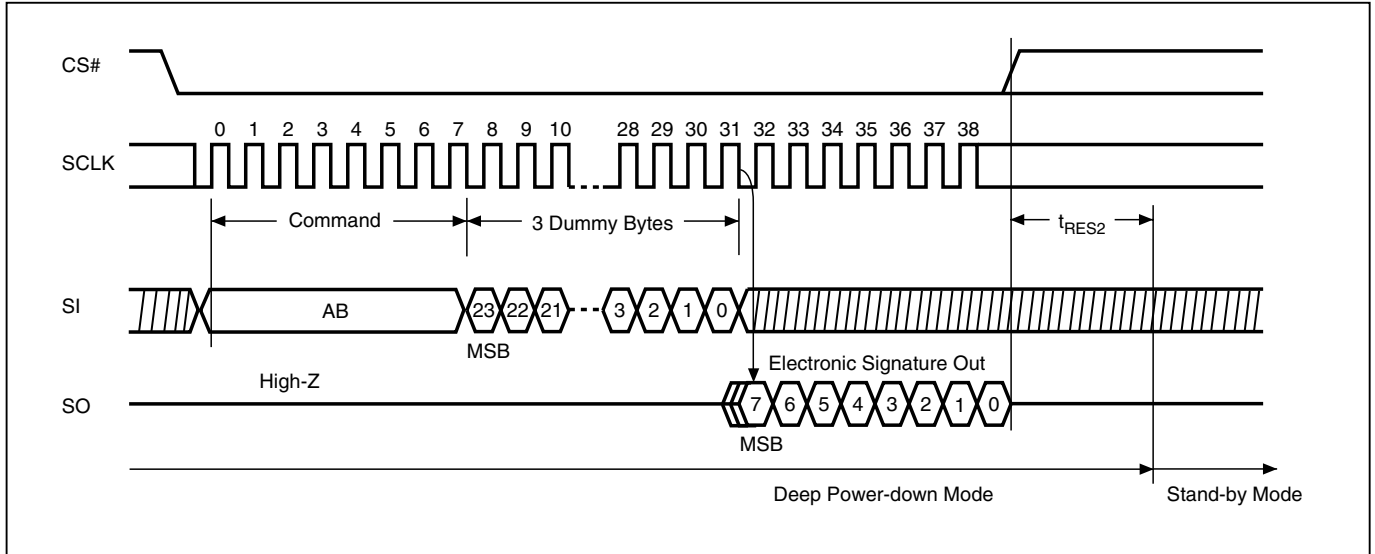 CS#
0 1 2 3 4 5 6 7 8 9 10 28 29 30 31 32 33 34 35 36 37 38
SCLK
Command 3 Dummy Bytes tRES2
SI AB 23 22 21 3 2 1 0
MSB
High-Z Electronic Signature Out
SO 7 6 5 4 3 2 1 0
MSB
Deep Power-down Mode Stand-by Mode